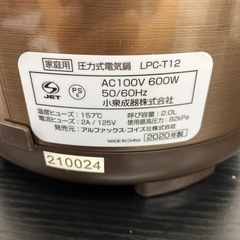 家庭用 圧力式電気鍋 LPC-T12
AC100V 600W
50/60Hz
小泉成器株式会社
JET
PS
E
温度ヒューズ:157℃ 呼び容量:2.0L
電流ヒューズ:2A/125V 使用最高圧力:82kPa
発売元:アルファックス・コイズミ株式会社
MADE IN CHINA 2020年製
210024